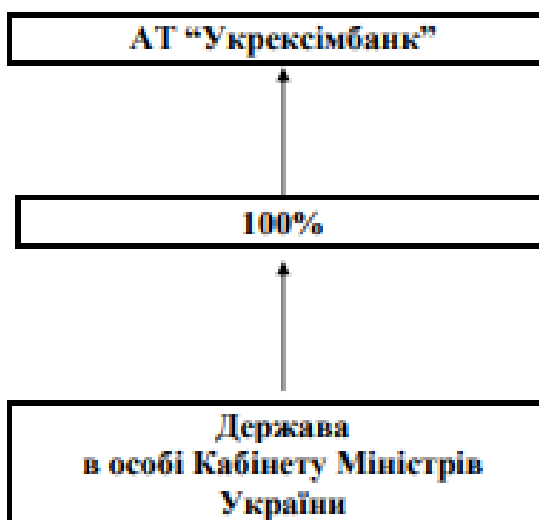 АТ “Укрексімбанк”
100%
Держава
в особі Кабінету Міністрів
України